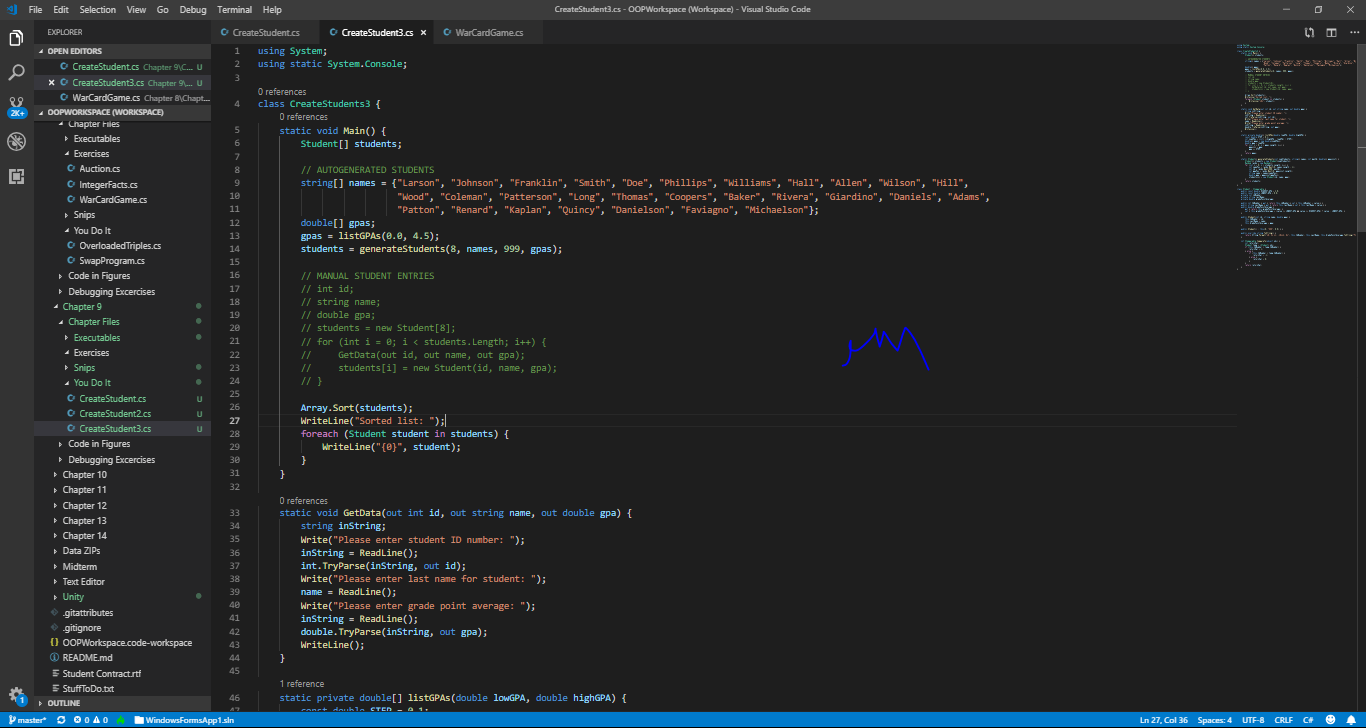 File Edit Selection View Go Debug Terminal Help
CreateStudent3.cs - OOPWorkspace (Workspace) - Visual Studio Code
EXPLORER
OPEN EDITORS
CreateStudent.cs Chapter 9\C... U
CreateStudent3.cs Chapter 9\... U
WarCardGame.cs Chapter 8\Chapt...
OOPWORKSPACE (WORKSPACE)
Chapter Files
Executables
Exercises
Auction.cs
IntegerFacts.cs
WarCardGame.cs
Snips
You Do It
OverloadedTriples.cs
SwapProgram.cs
Code in Figures
Debugging Excercises
Chapter 9
Chapter Files
Executables
Exercises
Snips
You Do It
CreateStudent.cs U
CreateStudent2.cs U
CreateStudent3.cs U
Code in Figures
Debugging Excercises
Chapter 10
Chapter 11
Chapter 12
Chapter 13
Chapter 14
Data ZIPs
Midterm
Text Editor
Unity
.gitattributes
.gitignore
OOPWorkspace.code-workspace
README.md
Student Contract.rtf
StuffToDo.txt
OUTLINE
2K+
1
CreateStudent.cs CreateStudent3.cs WarCardGame.cs
1 using System;
2 using static System.Console;
3
0 references
4 class CreateStudents3 {
0 references
5 static void Main() {
6 Student[] students;
7
8 // AUTOGENERATED STUDENTS
9 string[] names = {"Larson", "Johnson", "Franklin", "Smith", "Doe", "Phillips", "Williams", "Hall", "Allen", "Wilson", "Hill",
10 "Wood", "Coleman", "Patterson", "Long", "Thomas", "Coopers", "Baker", "Rivera", "Giardino", "Daniels", "Adams",
11 "Patton", "Renard", "Kaplan", "Quincy", "Danielson", "Faviagno", "Michaelson"};
12 double[] gpas;
13 gpas = listGPAs(0.0, 4.5);
14 students = generateStudents(8, names, 999, gpas);
15
16 // MANUAL STUDENT ENTRIES
17 // int id;
18 // string name;
19 // double gpa;
20 // students = new Student[8];
21 // for (int i = 0; i < students.Length; i++) {
22 // GetData(out id, out name, out gpa);
23 // students[i] = new Student(id, name, gpa);
24 // }
25
26 Array.Sort(students);
27 WriteLine("Sorted list: ");
28 foreach (Student student in students) {
29 WriteLine("{0}", student);
30 }
31 }
32
0 references
33 static void GetData(out int id, out string name, out double gpa) {
34 string inString;
35 Write("Please enter student ID number: ");
36 inString = ReadLine();
37 int.TryParse(inString, out id);
38 Write("Please enter last name for student: ");
39 name = ReadLine();
40 Write("Please enter grade point average: ");
41 inString = ReadLine();
42 double.TryParse(inString, out gpa);
43 WriteLine();
44 }
45
1 reference
46 static private double[] listGPAs(double lowGPA, double highGPA) {
47 const double STEP = 0.1;
master* 0 0 WindowsFormsApp1.sln
Ln 27, Col 36 Spaces: 4 UTF-8 CRLF C#